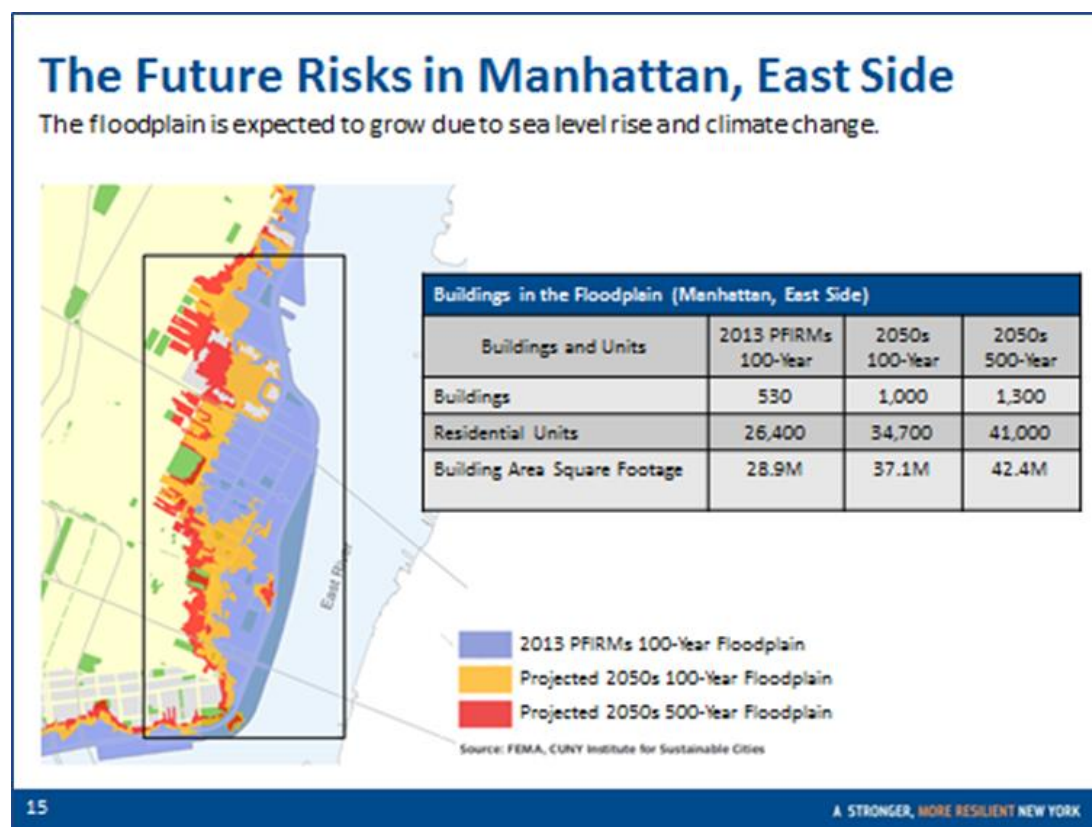 The Future Risks in Manhattan, East Side
The floodplain is expected to grow due to sea level rise and climate change.
East River
Buildings in the Floodplain (Manhattan, East Side)
Buildings and Units
2013 PFIRMs
100-Year
2050s
100-Year
2050s
500-Year
Buildings 530 1,000 1,300
Residential Units 26,400 34,700 41,000
Building Area Square Footage 28.9M 37.1M 42.4M
2013 PFIRMs 100-Year Floodplain
Projected 2050s 100-Year Floodplain
Projected 2050s 500-Year Floodplain
Source: FEMA, CUNY Institute for Sustainable Cities
15
A STRONGER, MORE RESILIENT NEW YORK